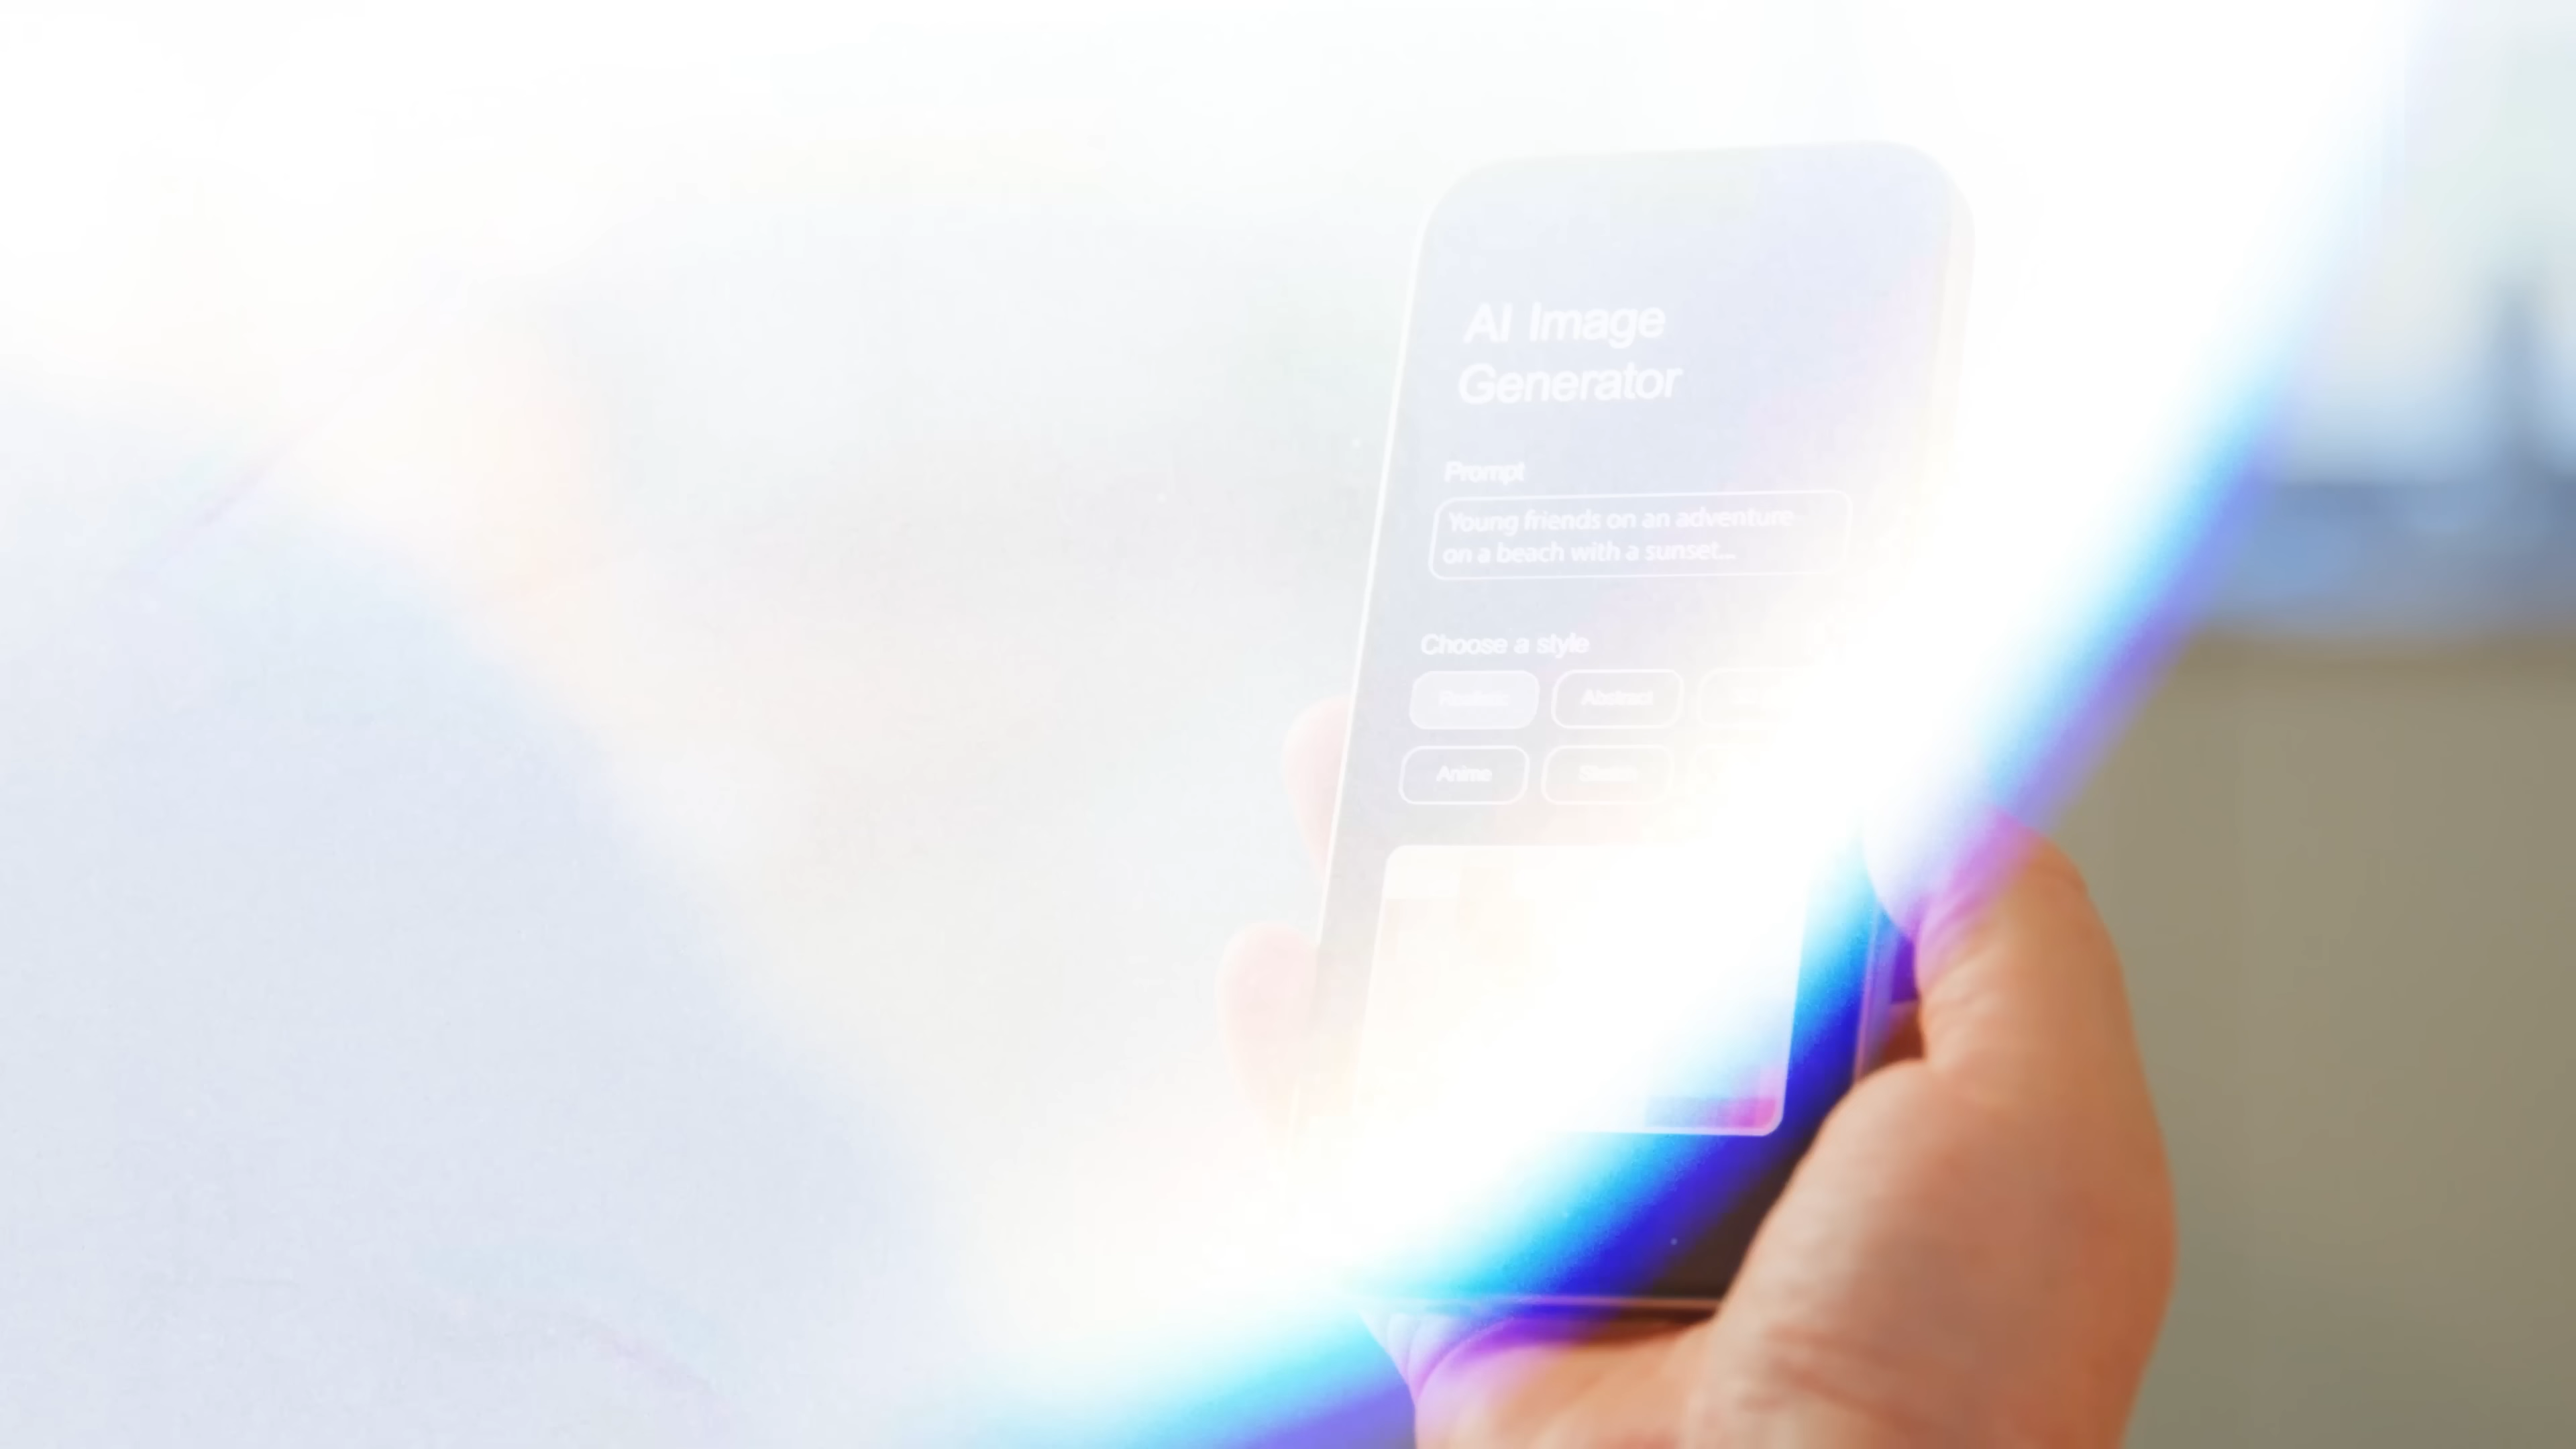 AI Image
Generator
Prompt
Young friends on an adventure
on a beach with a sunset...
Choose a style
Abstract
Anime